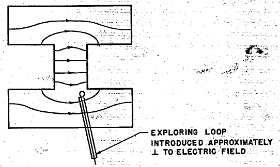 EXPLORING LOOP
INTRODUCED APPROXIMATELY
⊥ TO ELECTRIC FIELD